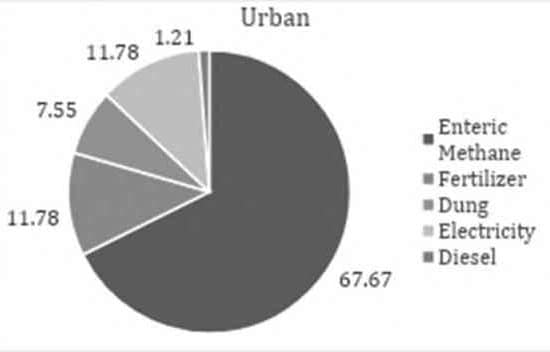 Urban
1.21
11.78
7.55
11.78
67.67
Enteric
Methane
Fertilizer
Dung
Electricity
Diesel